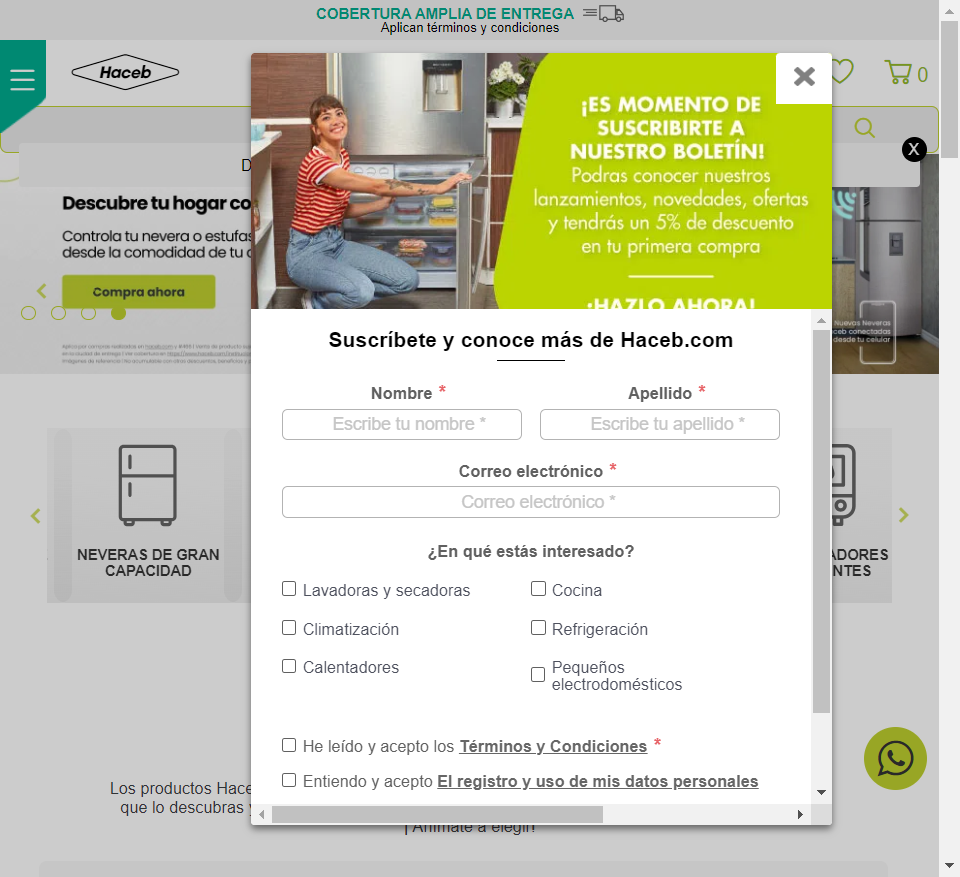 COBERTURA AMPLIA DE ENTREGA
Aplican términos y condiciones
Haceb
0
X
D
Descubre tu hogar co
Controla tu nevera o estufas
desde la comodidad de tu c
Compra ahora
¡ES MOMENTO DE
SUSCRIBIRTE A
NUESTRO BOLETÍN!
Podras conocer nuestros
lanzamientos, novedades, ofertas
y tendrás un 5% de descuento
en tu primera compra
¡HAZLO AHORA!
Nuevas Neveras
aceb conectadas
desde tu celular
Suscríbete y conoce más de Haceb.com
Nombre *
Apellido *
Escribe tu nombre *
Escribe tu apellido *
Correo electrónico *
Correo electrónico *
¿En qué estás interesado?
Lavadoras y secadoras
Cocina
Climatización
Refrigeración
Calentadores
Pequeños
electrodomésticos
He leído y acepto los Términos y Condiciones *
Entiendo y acepto El registro y uso de mis datos personales
NEVERAS DE GRAN
CAPACIDAD
ADORES
NTES
Los productos Hace
que lo descubras y
Anímate a elegir!